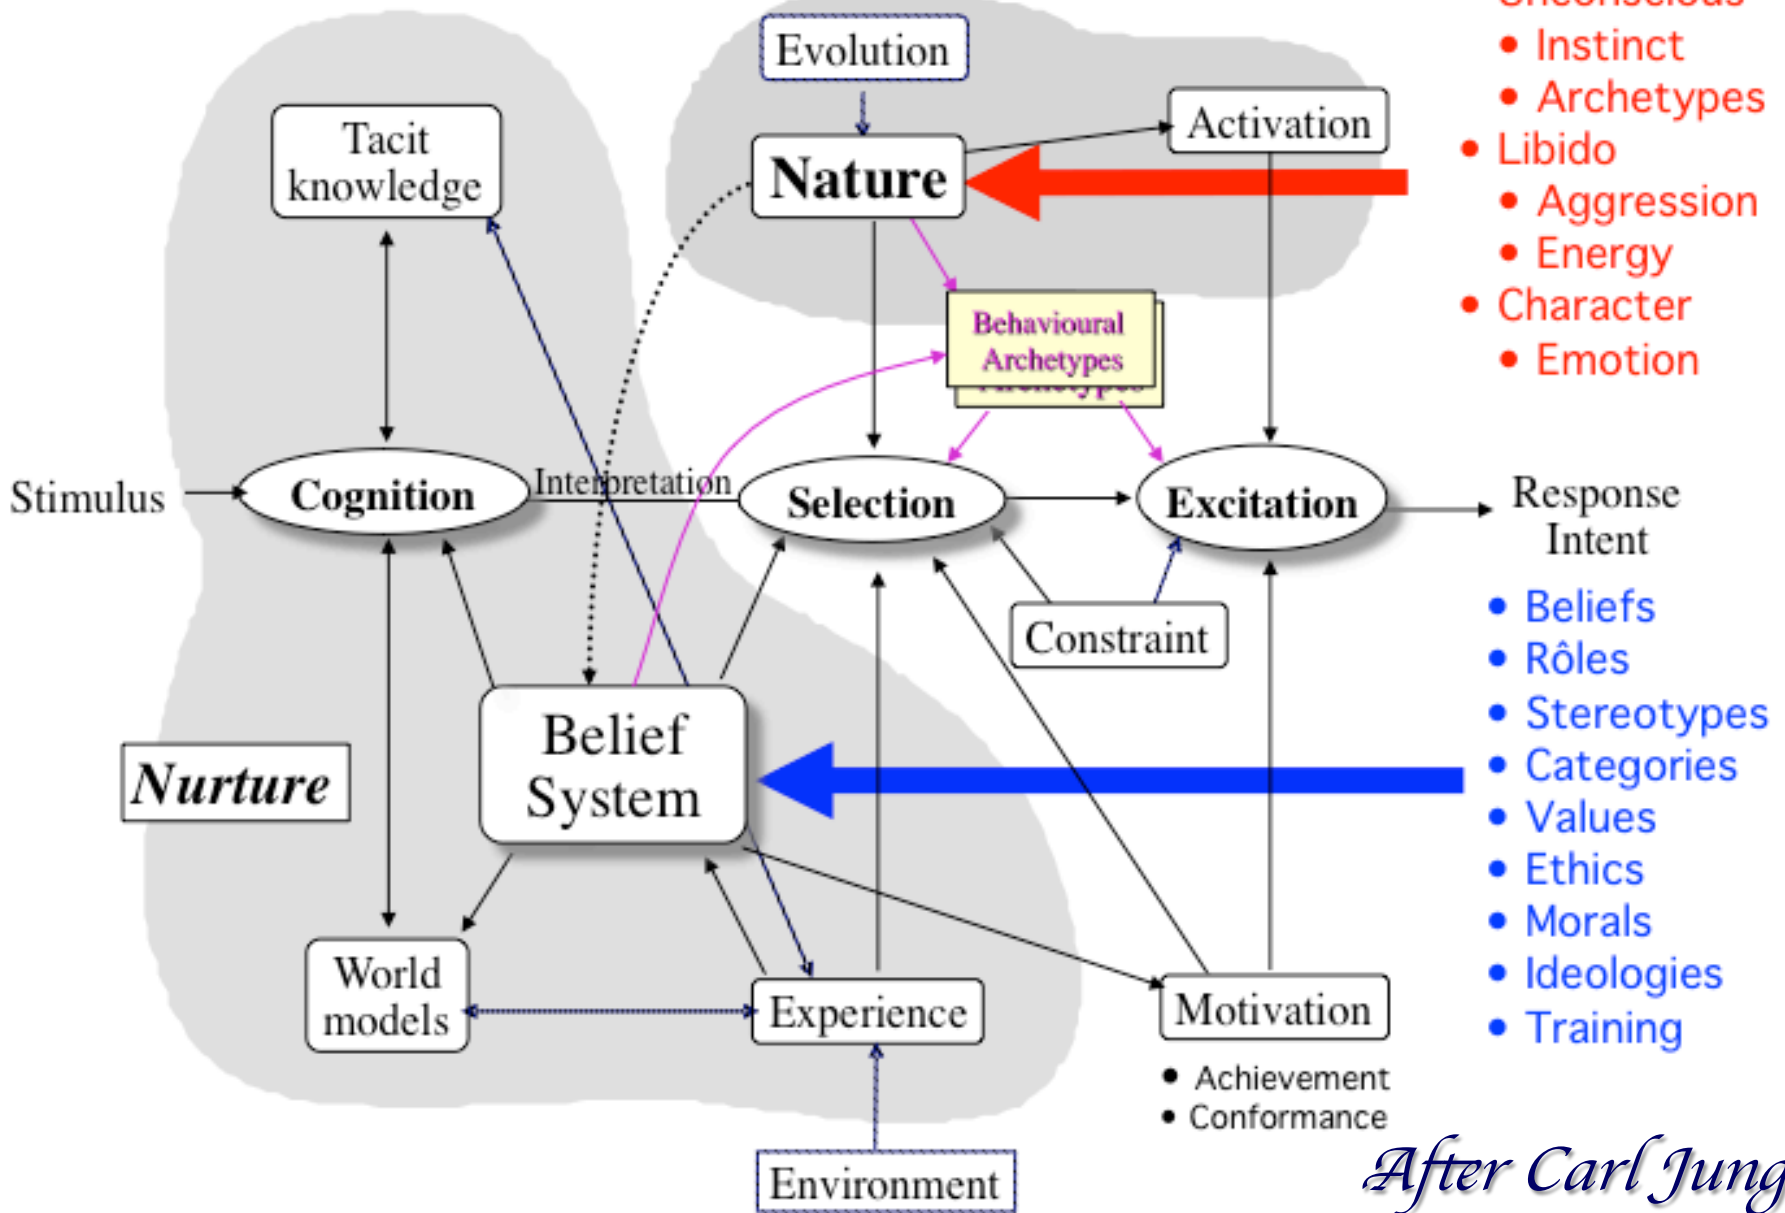 Unconscious
• Instinct
• Archetypes
• Libido
• Aggression
• Energy
• Character
• Emotion
Evolution
Activation
Tacit
knowledge
Nature
Behavioural
Archetypes
Archetypes
Stimulus
Cognition
Interpretation
Selection
Excitation
Response
Intent
Constraint
• Beliefs
• Rôles
• Stereotypes
• Categories
• Values
• Ethics
• Morals
• Ideologies
• Training
Nurture
Belief
System
World
models
Experience
Motivation
• Achievement
• Conformance
Environment
After Carl Jung